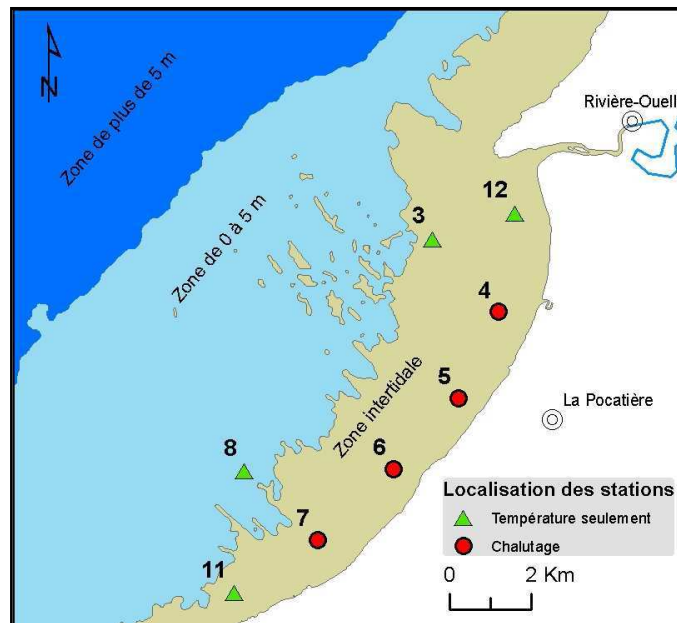 N
Zone de plus de 5 m
Rivière-Ouell
12
3
Zone de 0 à 5 m
4
5
Zone intertidale
La Pocatière
6
8
7
11
Localisation des stations
Température seulement
Chalutage
0 2 Km